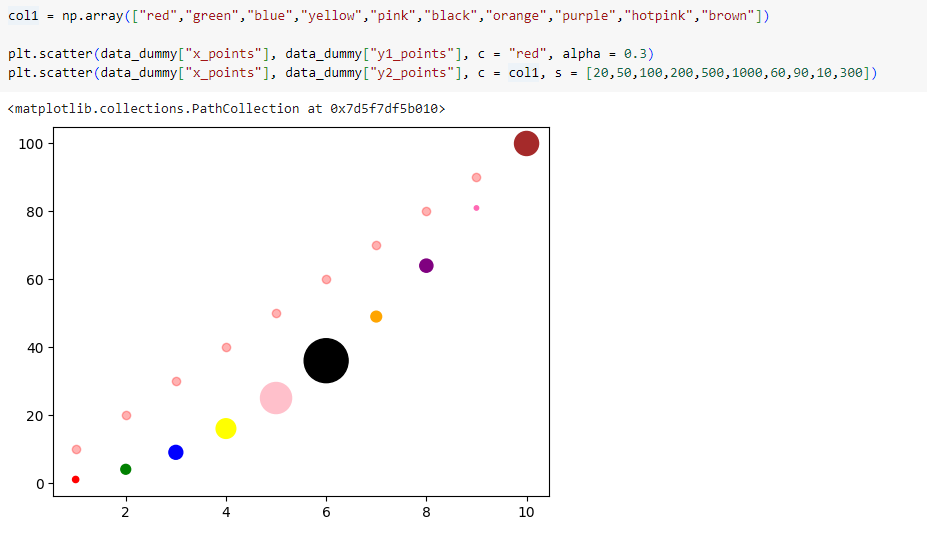 col1 = np.array(["red","green","blue","yellow","pink","black","orange","purple","hotpink","brown"])
plt.scatter(data_dummy["x_points"], data_dummy["y1_points"], c = "red", alpha = 0.3)
plt.scatter(data_dummy["x_points"], data_dummy["y2_points"], c = col1, s = [20,50,100,200,500,1000,60,90,10,300])
<matplotlib.collections.PathCollection at 0x7d5f7df5b010>
100
80
60
40
20
0
2 4 6 8 10